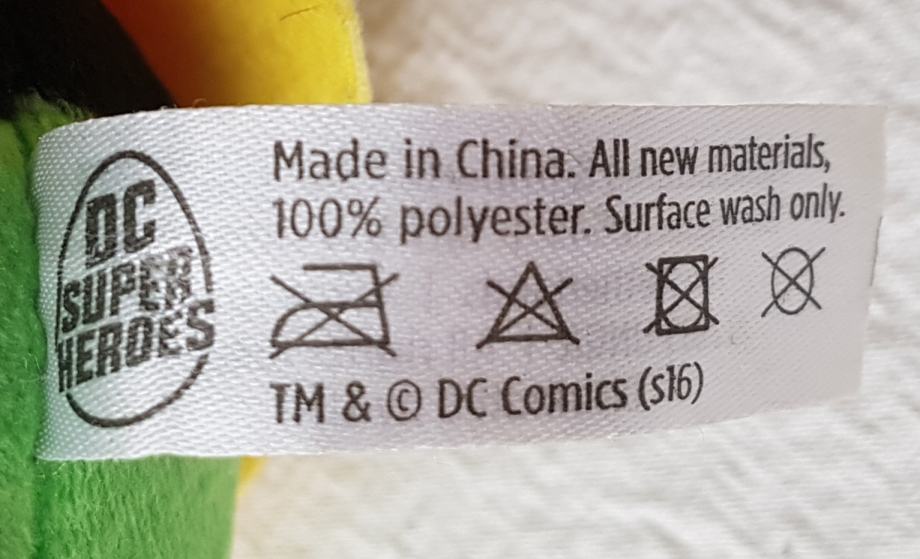 DC
SUPER
HEROES
Made in China. All new materials,
100% polyester. Surface wash only.
TM & © DC Comics (s16)